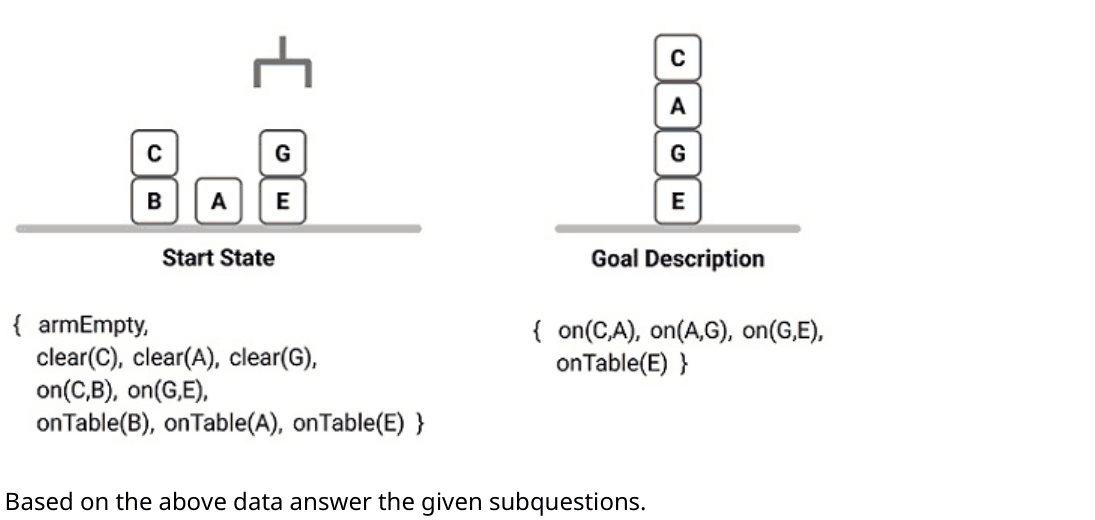 C
C
G
A
B
A
E
G
E
Start State
Goal Description
{ armEmpty,
clear(C), clear(A), clear(G),
on(C,B), on(G,E),
onTable(B), onTable(A), onTable(E) }
{ on(C,A), on(A,G), on(G,E),
onTable(E) }
Based on the above data answer the given subquestions.